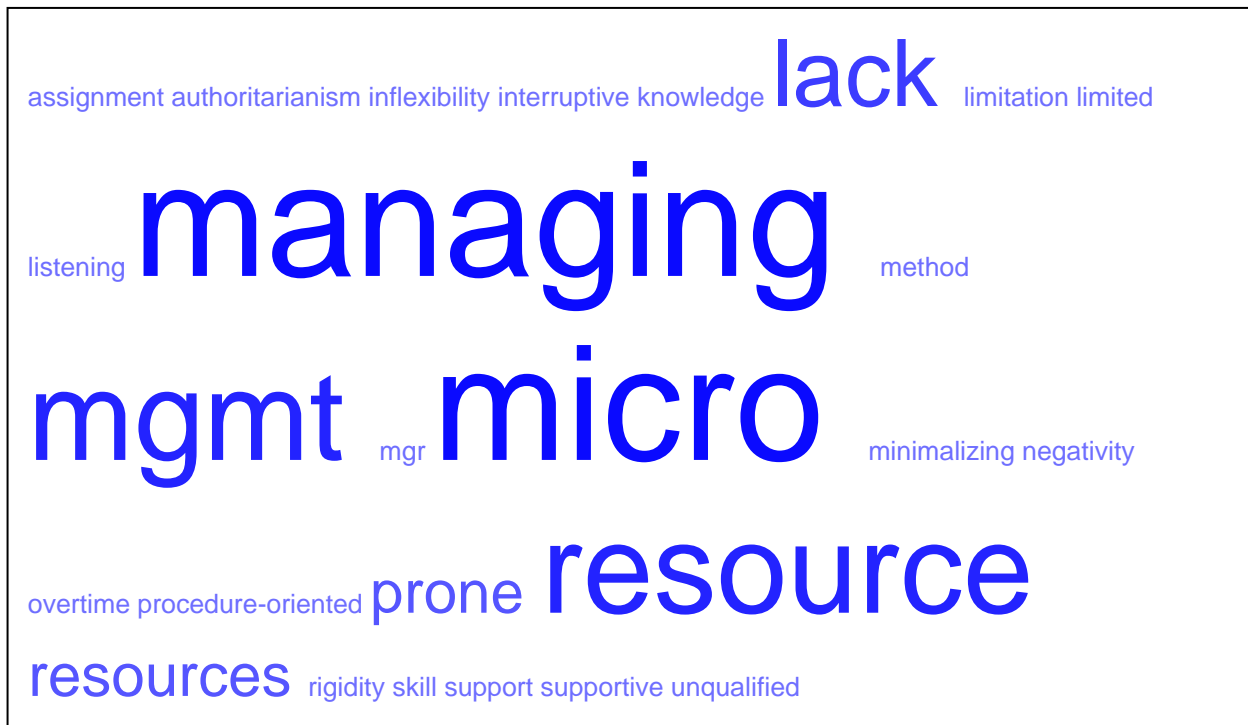 assignment authoritarianism inflexibility interruptive knowledge lack limitation limited
listening managing method
mgmt mgr micro minimalizing negativity
overtime procedure-oriented prone resource
resources rigidity skill support supportive unqualified